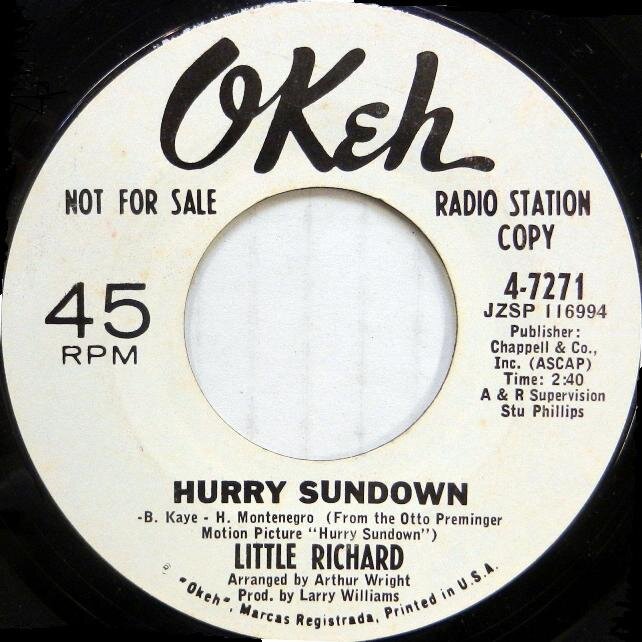 OKeh
NOT FOR SALE
RADIO STATION
COPY
45
RPM
4-7271
JZSP 116994
Publisher:
Chappell & Co.,
Inc. (ASCAP)
Time: 2:40
A & R Supervision
Stu Phillips
HURRY SUNDOWN
-B. Kaye - H. Montenegro (From the Otto Preminger
Motion Picture "Hurry Sundown")
LITTLE RICHARD
Arranged by Arthur Wright
Prod. by Larry Williams
"Okeh", Marcas Registrada, Printed in U.S.A.